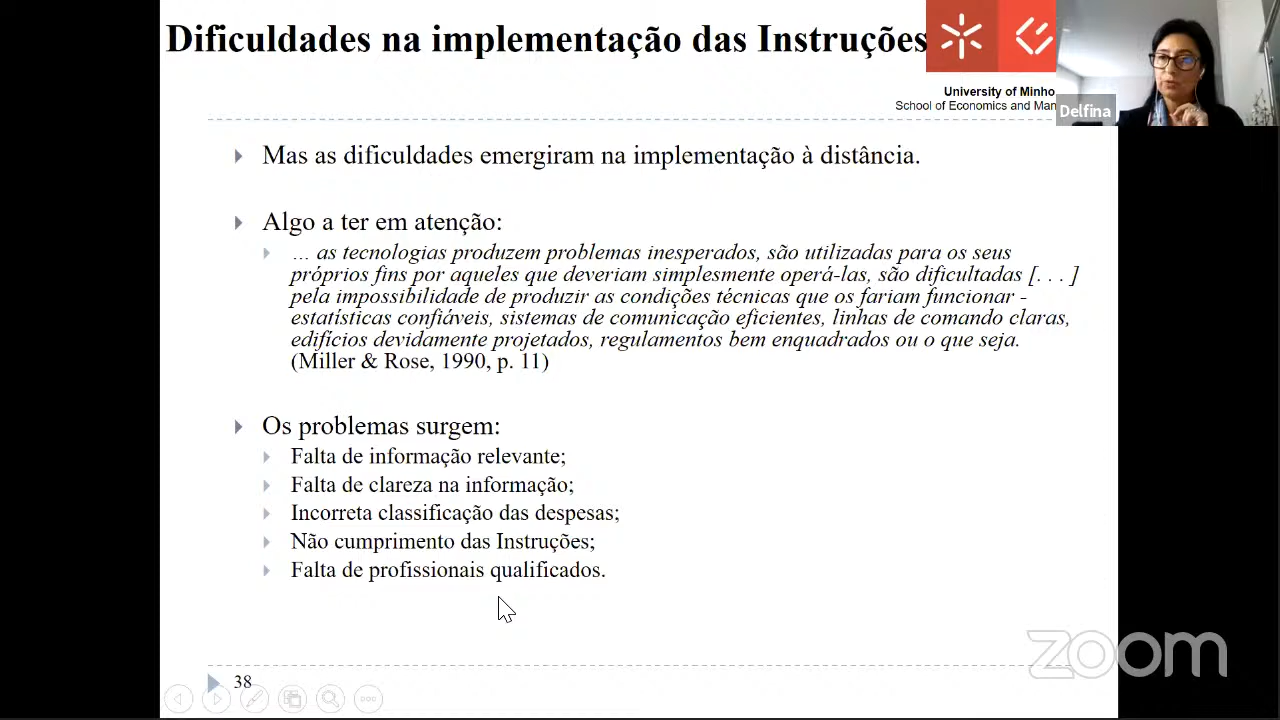 Dificuldades na implementação das Instruções
University of Minho
School of Economics and Man
Delfina
Mas as dificuldades emergiram na implementação à distância.
Algo a ter em atenção:
... as tecnologias produzem problemas inesperados, são utilizadas para os seus
próprios fins por aqueles que deveriam simplesmente operá-las, são dificultadas [. . . ]
pela impossibilidade de produzir as condições técnicas que os fariam funcionar -
estatísticas confiáveis, sistemas de comunicação eficientes, linhas de comando claras,
edifícios devidamente projetados, regulamentos bem enquadrados ou o que seja.
(Miller & Rose, 1990, p. 11)
Os problemas surgem:
Falta de informação relevante;
Falta de clareza na informação;
Incorreta classificação das despesas;
Não cumprimento das Instruções;
Falta de profissionais qualificados.
zoom
38